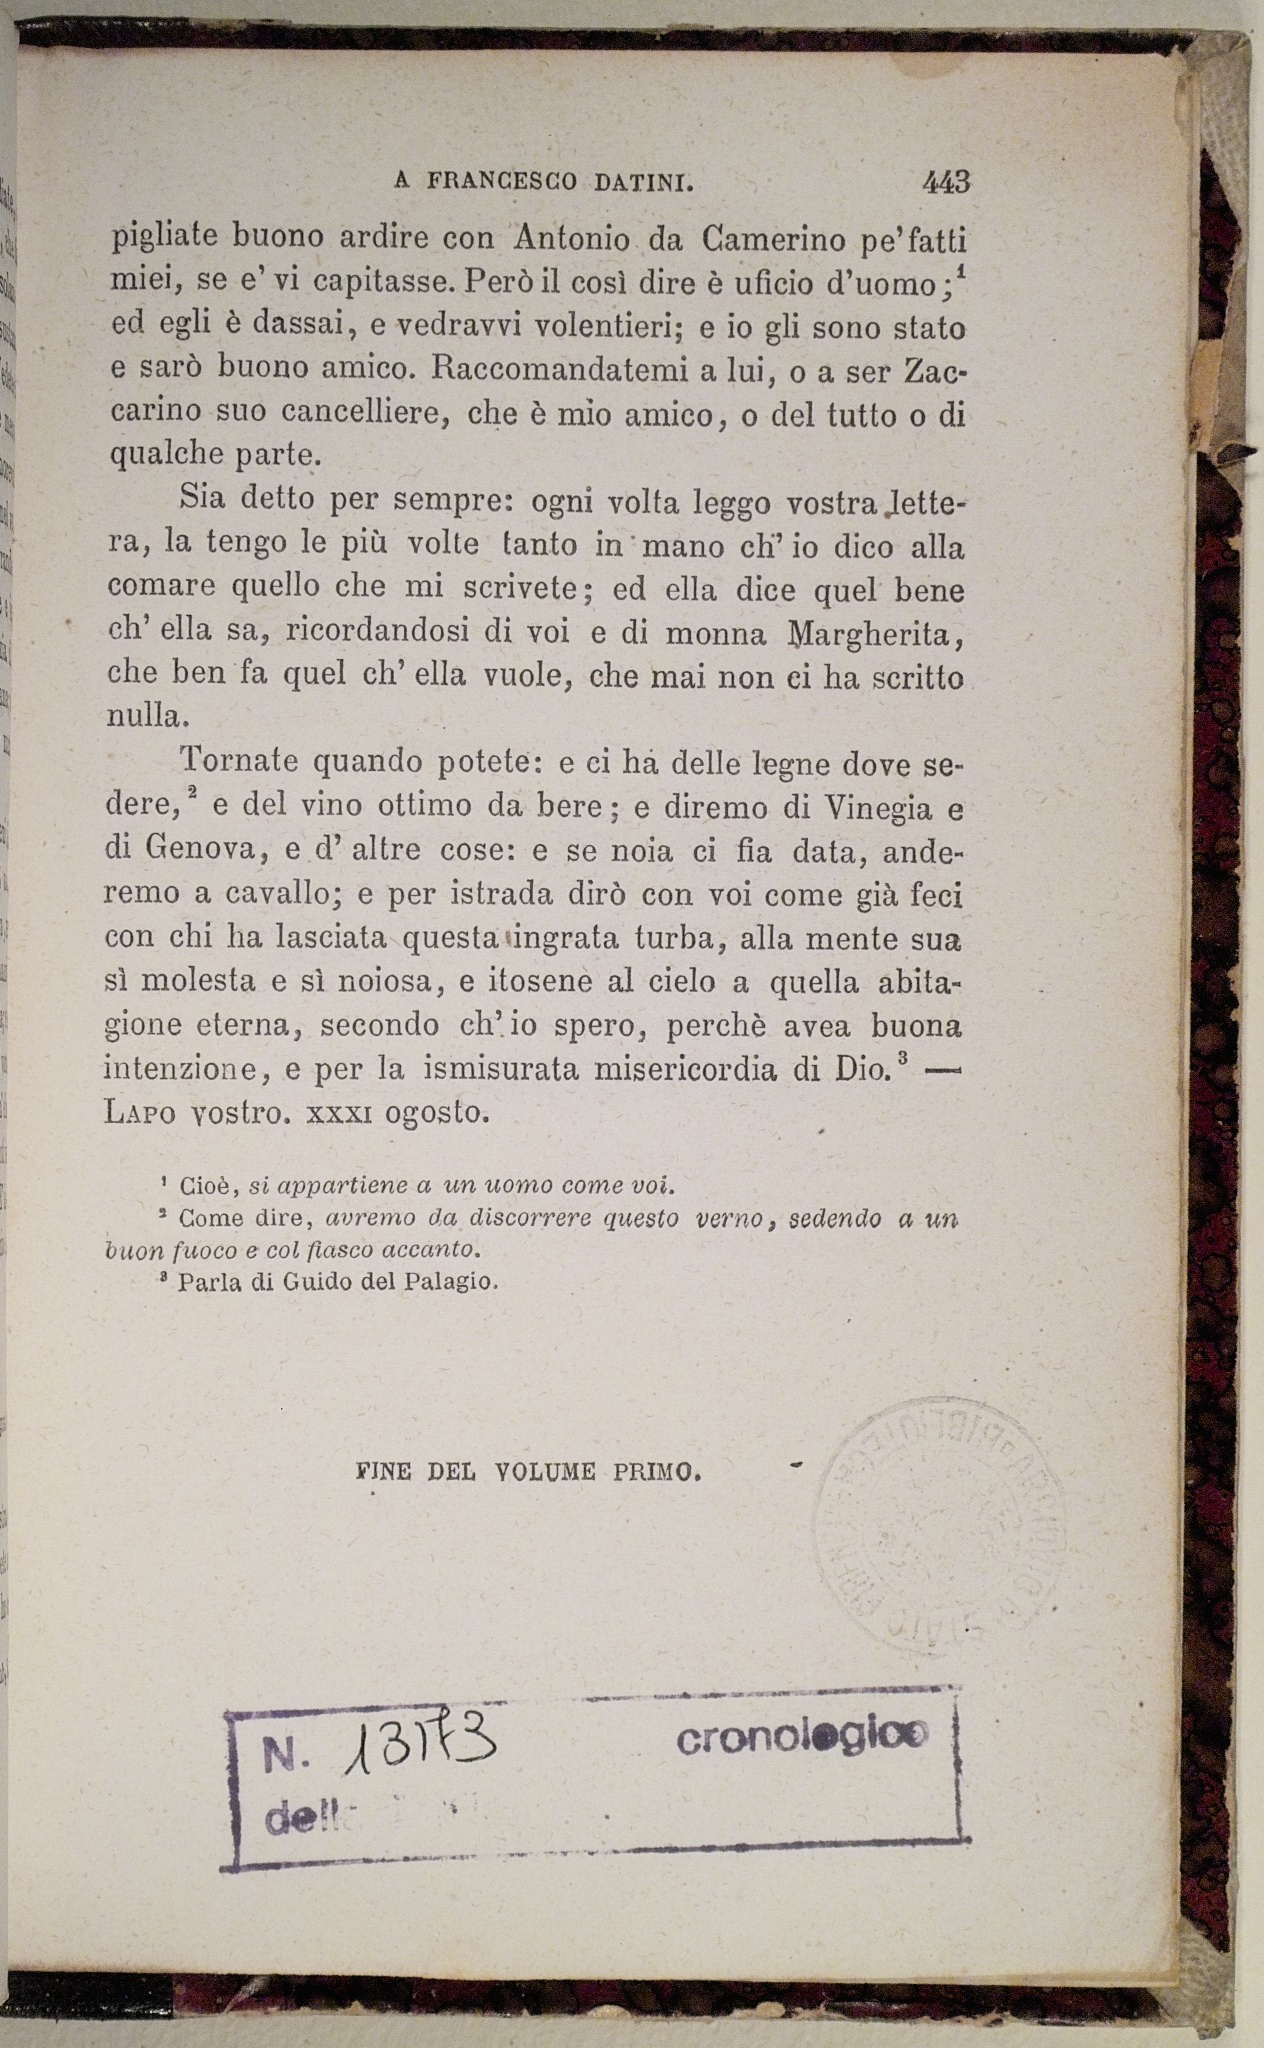 A FRANCESCO DATINI. 443
pigliate buono ardire con Antonio da Camerino pe' fatti
miei, se e' vi capitasse. Però il così dire è uficio d'uomo;¹
ed egli è dassai, e vedravvi volentieri; e io gli sono stato
e sarò buono amico. Raccomandatemi a lui, o a ser Zac-
carino suo cancelliere, che è mio amico, o del tutto o di
qualche parte.
Sia detto per sempre: ogni volta leggo vostra lette-
ra, la tengo le più volte tanto in mano ch' io dico alla
comare quello che mi scrivete; ed ella dice quel bene
ch' ella sa, ricordandosi di voi e di monna Margherita,
che ben fa quel ch' ella vuole, che mai non ci ha scritto
nulla.
Tornate quando potete: e ci ha delle legne dove se-
dere,² e del vino ottimo da bere; e diremo di Vinegia e
di Genova, e d' altre cose: e se noia ci fia data, ande-
remo a cavallo; e per istrada dirò con voi come già feci
con chi ha lasciata questa ingrata turba, alla mente sua
sì molesta e sì noiosa, e itosene al cielo a quella abita-
gione eterna, secondo ch' io spero, perchè avea buona
intenzione, e per la ismisurata misericordia di Dio.³ —
LAPO vostro. XXXI ogosto.
¹ Cioè, si appartiene a un uomo come voi.
² Come dire, avremo da discorrere questo verno, sedendo a un
buon fuoco e col fiasco accanto.
³ Parla di Guido del Palagio.
FINE DEL VOLUME PRIMO.
N. 13173 cronologico